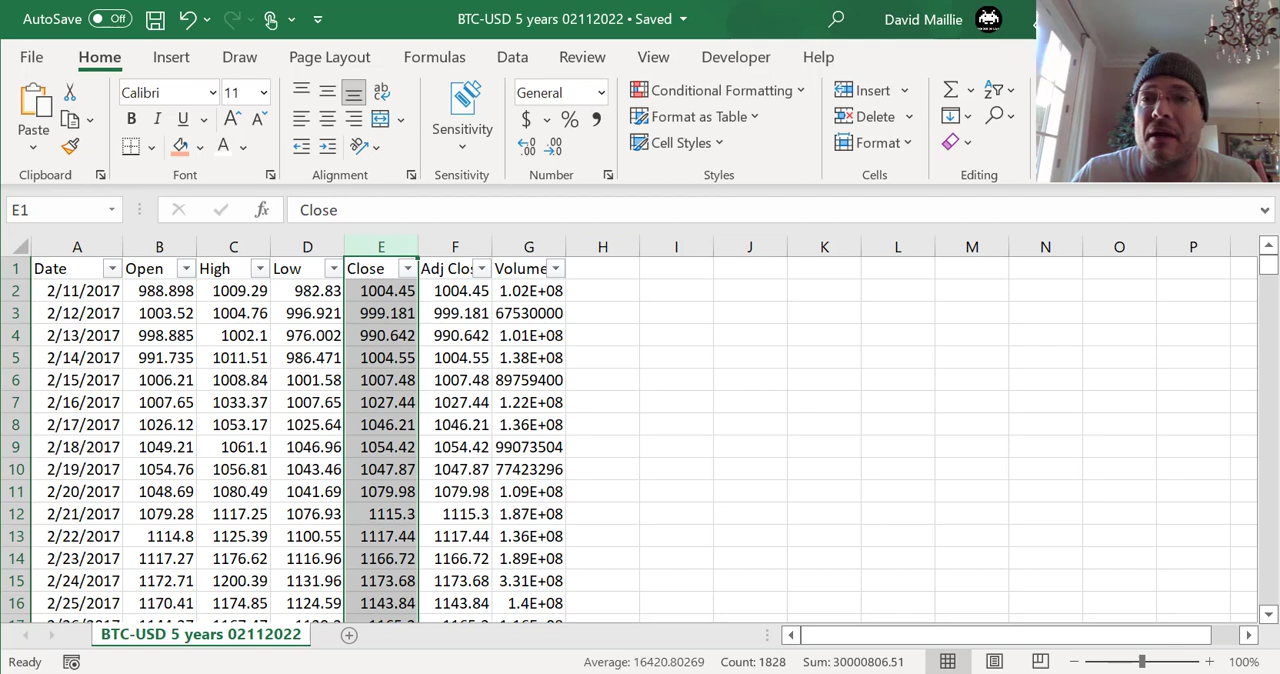 AutoSave Off BTC-USD 5 years 02112022 • Saved David Maillie
File Home Insert Draw Page Layout Formulas Data Review View Developer Help
Paste
Clipboard
Calibri 11
B I U A A
A
Font
ab
Alignment
Sensitivity
Sensitivity
General
$ % 9
.00
.00
Number
Conditional Formatting
Format as Table
Cell Styles
Styles
Insert
Delete
Format
Cells
Editing
E1 fx Close
A B C D E F G H I J K L M N O P
1 Date Open High Low Close Adj Clos Volume
2 2/11/2017 988.898 1009.29 982.83 1004.45 1004.45 1.02E+08
3 2/12/2017 1003.52 1004.76 996.921 999.181 999.181 67530000
4 2/13/2017 998.885 1002.1 976.002 990.642 990.642 1.01E+08
5 2/14/2017 991.735 1011.51 986.471 1004.55 1004.55 1.38E+08
6 2/15/2017 1006.21 1008.84 1001.58 1007.48 1007.48 89759400
7 2/16/2017 1007.65 1033.37 1007.65 1027.44 1027.44 1.22E+08
8 2/17/2017 1026.12 1053.17 1025.64 1046.21 1046.21 1.36E+08
9 2/18/2017 1049.21 1061.1 1046.96 1054.42 1054.42 99073504
10 2/19/2017 1054.76 1056.81 1043.46 1047.87 1047.87 77423296
11 2/20/2017 1048.69 1080.49 1041.69 1079.98 1079.98 1.09E+08
12 2/21/2017 1079.28 1117.25 1076.93 1115.3 1115.3 1.87E+08
13 2/22/2017 1114.8 1125.39 1100.55 1117.44 1117.44 1.36E+08
14 2/23/2017 1117.27 1176.62 1116.96 1166.72 1166.72 1.89E+08
15 2/24/2017 1172.71 1200.39 1131.96 1173.68 1173.68 3.31E+08
16 2/25/2017 1170.41 1174.85 1124.59 1143.84 1143.84 1.4E+08
BTC-USD 5 years 02112022
Ready Average: 16420.80269 Count: 1828 Sum: 30000806.51 100%